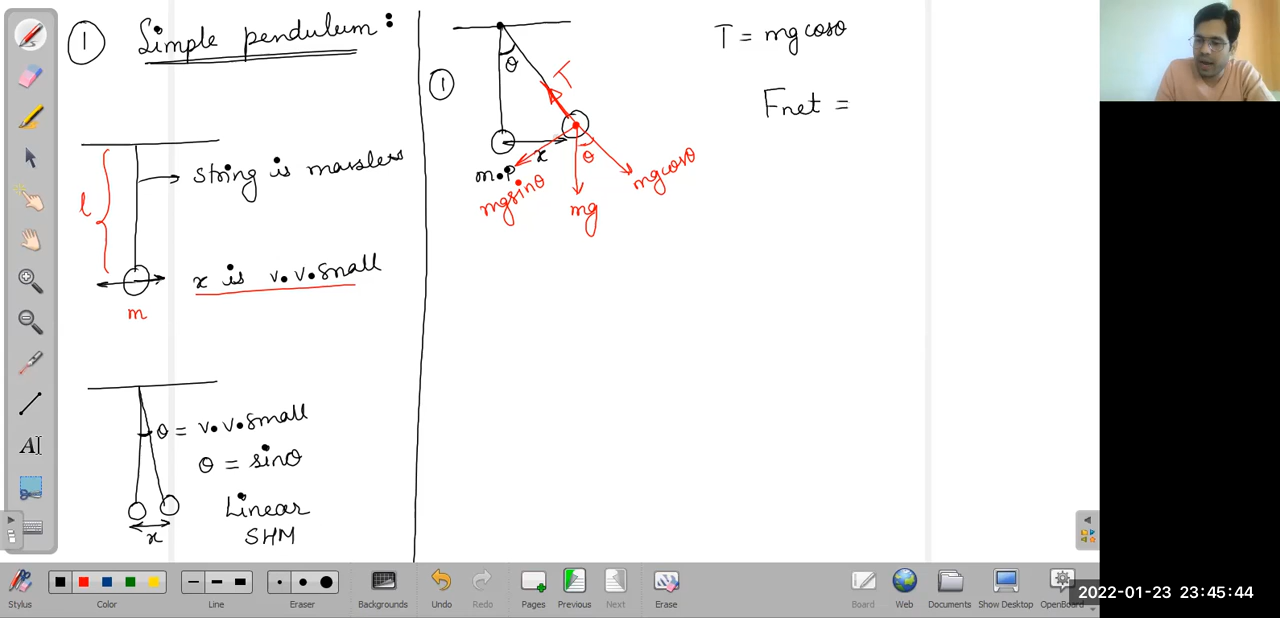 ① Simple pendulum:
l
string is massless
x is v.v.small
m
θ = v.v.small
θ = sinθ
Linear
SHM
x
①
θ
T
x
θ
m.P
mgsinθ
mg
mgcosθ
T = mgcosθ
Fnet =
A
Stylus
Color
Line
Eraser
Backgrounds
Undo
Redo
Pages
Previous
Next
Erase
Board
Web
Documents
Show Desktop
OpenBoard
2022-01-23 23:45:44